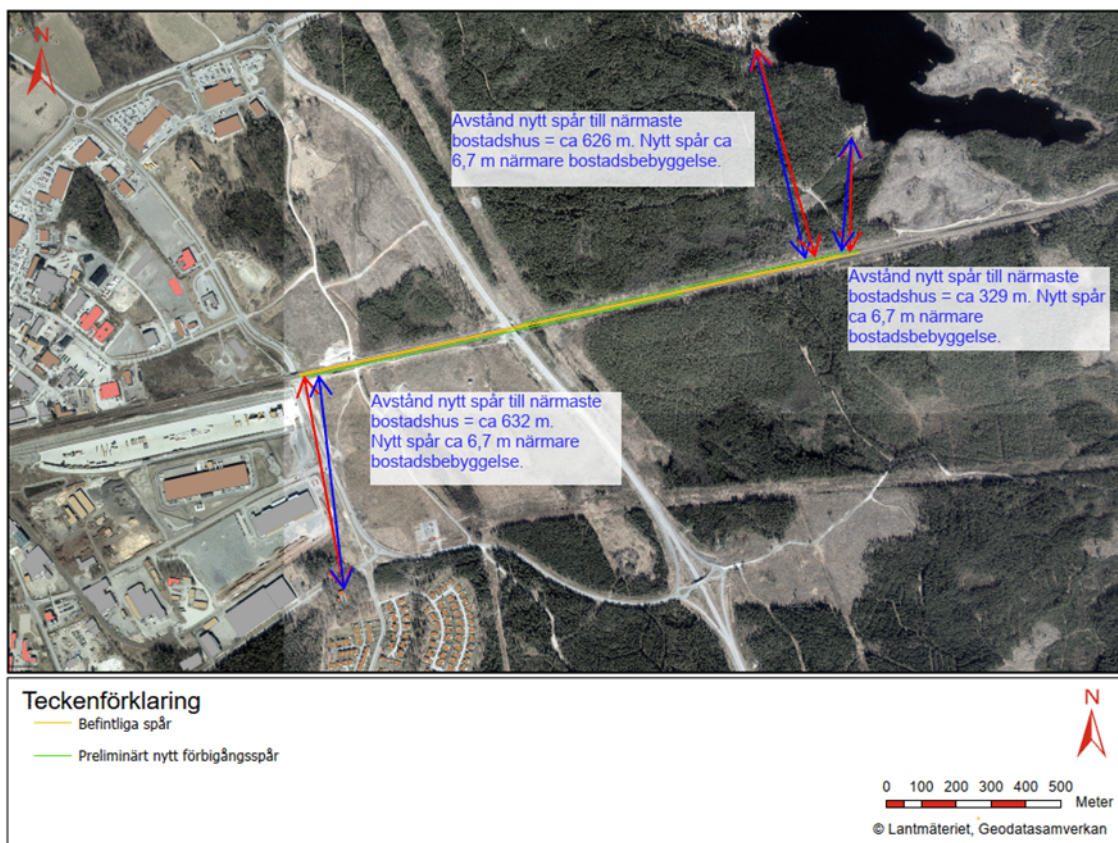 N
Avstånd nytt spår till närmaste
bostadshus = ca 626 m. Nytt spår ca
6,7 m närmare bostadsbebyggelse.
Avstånd nytt spår till närmaste
bostadshus = ca 329 m. Nytt spår
ca 6,7 m närmare
bostadsbebyggelse.
Avstånd nytt spår till närmaste
bostadshus = ca 632 m.
Nytt spår ca 6,7 m närmare
bostadsbebyggelse.
Teckenförklaring
Befintliga spår
Preliminärt nytt förbigångsspår
N
0 100 200 300 400 500
Meter
© Lantmäteriet, Geodatasamverkan